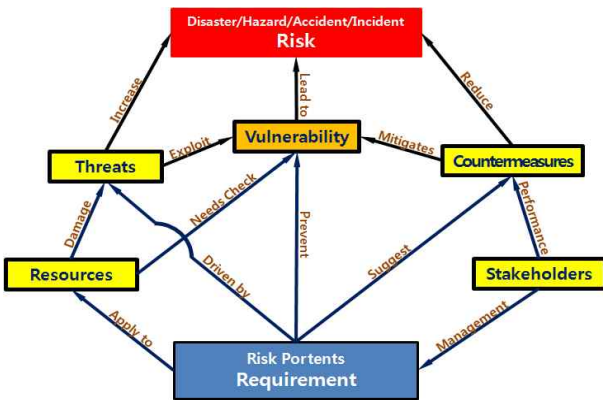 Disaster/Hazard/Accident/Incident
Risk
Increase
Lead to
Reduce
Vulnerability
Exploit
Mitigates
Threats
Countermeasures
Damage
Needs Check
Prevent
Suggest
Performance
Resources
Driven by
Stakeholders
Apply to
Management
Risk Portents
Requirement